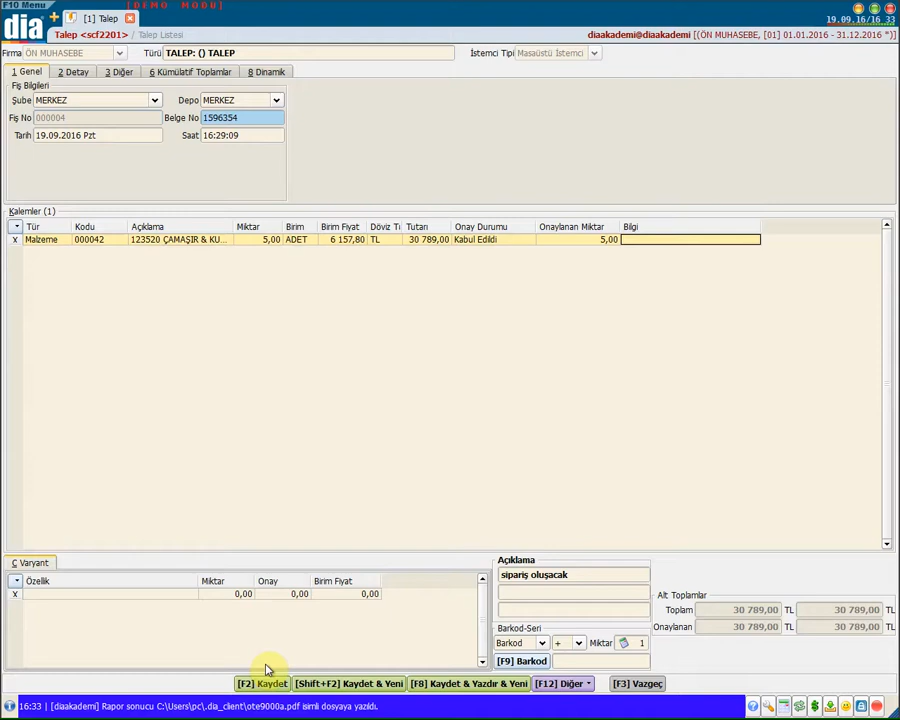 F10 Menu
[ D E M O   M O D U ]
dia
[1] Talep
19.09.16/16 33
Talep <scf2201> / Talep Listesi
diaakademi@diaakademi [(ÖN MUHASEBE, [01] 01.01.2016 - 31.12.2016 *)]
Firma ÖN MUHASEBE Türü TALEP: () TALEP İstemci Tipi Masaüstü İstemci
1 Genel 2 Detay 3 Diğer 6 Kümülatif Toplamlar 8 Dinamik
Fiş Bilgileri
Şube MERKEZ Depo MERKEZ
Fiş No 000004 Belge No 1596354
Tarih 19.09.2016 Pzt Saat 16:29:09
Kalemler (1)
Tür Kodu Açıklama Miktar Birim Birim Fiyat Döviz T Tutarı Onay Durumu Onaylanan Miktar Bilgi
X Malzeme 000042 123520 ÇAMAŞIR & KU... 5,00 ADET 6 157,80 TL 30 789,00 Kabul Edildi 5,00
C Varyant
Özellik Miktar Onay Birim Fiyat
X 0,00 0,00 0,00
Açıklama
sipariş oluşacak
Alt Toplamlar
Toplam 30 789,00 TL 30 789,00 TL
Onaylanan 30 789,00 TL 30 789,00 TL
Barkod-Seri
Barkod + Miktar 1
[F9] Barkod
[F2] Kaydet [Shift+F2] Kaydet & Yeni [F8] Kaydet & Yazdır & Yeni [F12] Diğer [F3] Vazgeç
16:33 | [diaakademi] Rapor sonucu C:\Users\pc\.dia_client\ote9000a.pdf isimli dosyaya yazıldı.